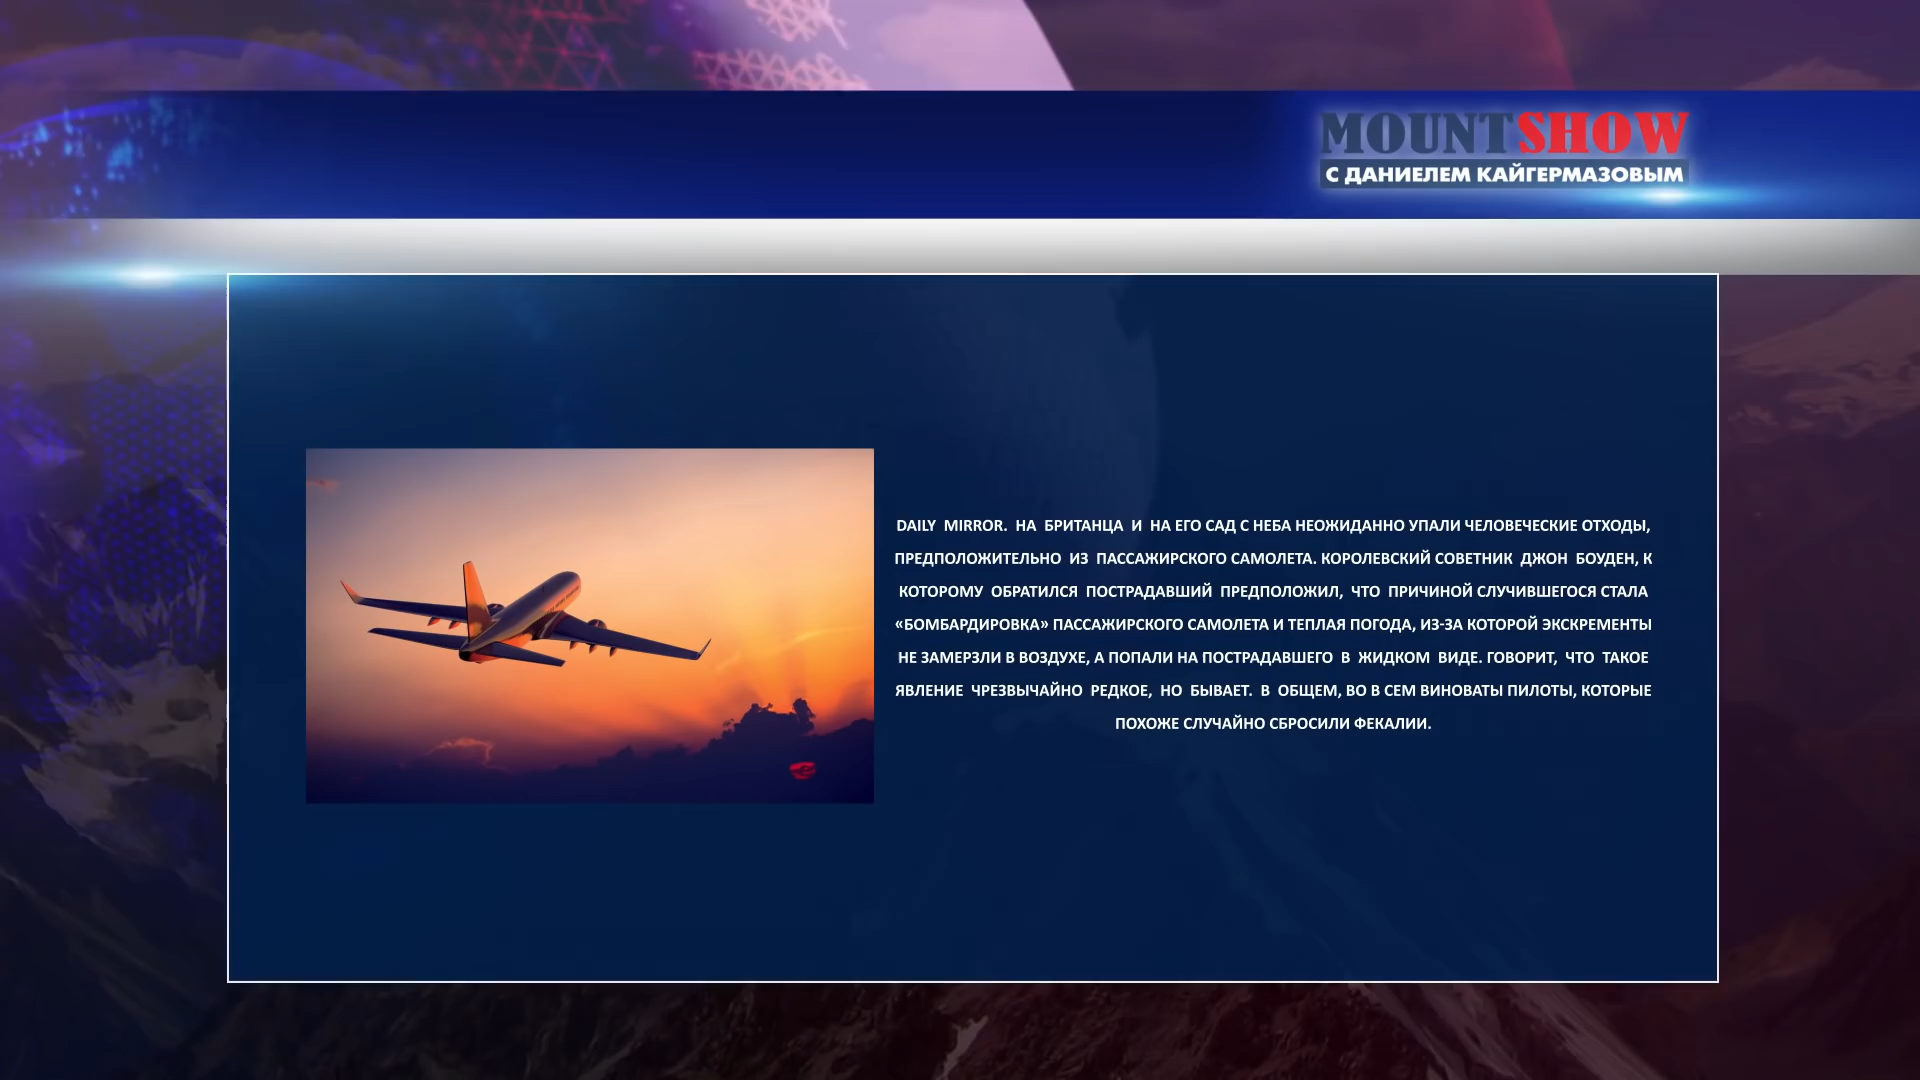 MOUNTSHOW
С ДАНИЕЛЕМ КАЙГЕРМАЗОВЫМ
DAILY MIRROR. НА БРИТАНЦА И НА ЕГО САД С НЕБА НЕОЖИДАННО УПАЛИ ЧЕЛОВЕЧЕСКИЕ ОТХОДЫ,
ПРЕДПОЛОЖИТЕЛЬНО ИЗ ПАССАЖИРСКОГО САМОЛЕТА. КОРОЛЕВСКИЙ СОВЕТНИК ДЖОН БОУДЕН, К
КОТОРОМУ ОБРАТИЛСЯ ПОСТРАДАВШИЙ ПРЕДПОЛОЖИЛ, ЧТО ПРИЧИНОЙ СЛУЧИВШЕГОСЯ СТАЛА
«БОМБАРДИРОВКА» ПАССАЖИРСКОГО САМОЛЕТА И ТЕПЛАЯ ПОГОДА, ИЗ-ЗА КОТОРОЙ ЭКСКРЕМЕНТЫ
НЕ ЗАМЕРЗЛИ В ВОЗДУХЕ, А ПОПАЛИ НА ПОСТРАДАВШЕГО В ЖИДКОМ ВИДЕ. ГОВОРИТ, ЧТО ТАКОЕ
ЯВЛЕНИЕ ЧРЕЗВЫЧАЙНО РЕДКОЕ, НО БЫВАЕТ. В ОБЩЕМ, ВО В СЕМ ВИНОВАТЫ ПИЛОТЫ, КОТОРЫЕ
ПОХОЖЕ СЛУЧАЙНО СБРОСИЛИ ФЕКАЛИИ.